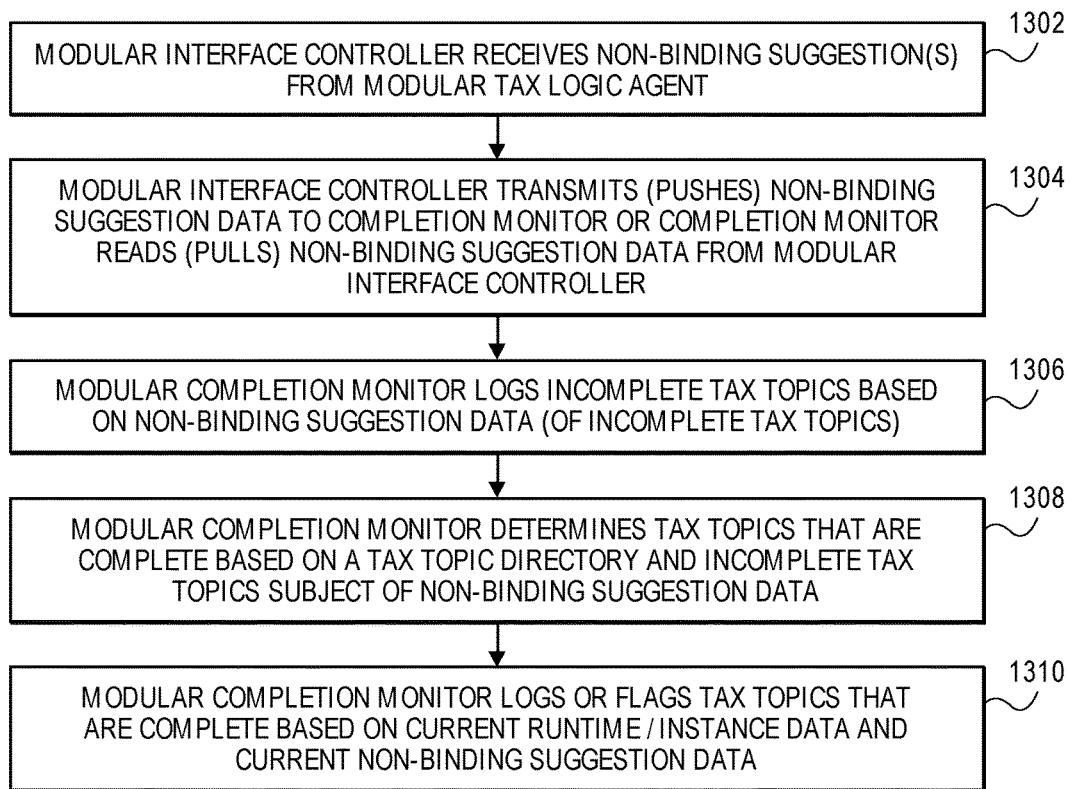 1302
MODULAR INTERFACE CONTROLLER RECEIVES NON-BINDING SUGGESTION(S)
FROM MODULAR TAX LOGIC AGENT
1304
MODULAR INTERFACE CONTROLLER TRANSMITS (PUSHES) NON-BINDING
SUGGESTION DATA TO COMPLETION MONITOR OR COMPLETION MONITOR
READS (PULLS) NON-BINDING SUGGESTION DATA FROM MODULAR
INTERFACE CONTROLLER
1306
MODULAR COMPLETION MONITOR LOGS INCOMPLETE TAX TOPICS BASED
ON NON-BINDING SUGGESTION DATA (OF INCOMPLETE TAX TOPICS)
1308
MODULAR COMPLETION MONITOR DETERMINES TAX TOPICS THAT ARE
COMPLETE BASED ON A TAX TOPIC DIRECTORY AND INCOMPLETE TAX
TOPICS SUBJECT OF NON-BINDING SUGGESTION DATA
1310
MODULAR COMPLETION MONITOR LOGS OR FLAGS TAX TOPICS THAT
ARE COMPLETE BASED ON CURRENT RUNTIME / INSTANCE DATA AND
CURRENT NON-BINDING SUGGESTION DATA